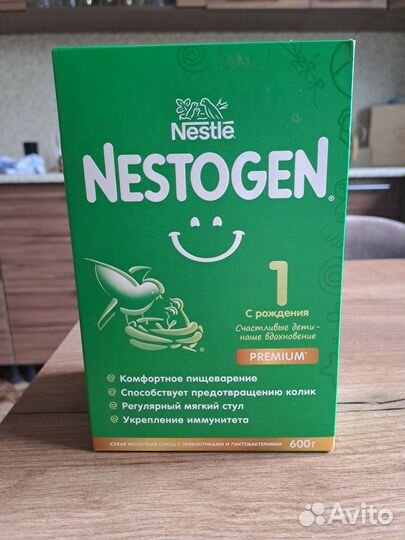 Nestlé
NESTOGEN®
1
С рождения
Счастливые дети –
наше вдохновение
PREMIUM*
Комфортное пищеварение
Способствует предотвращению колик
Регулярный мягкий стул
Укрепление иммунитета
СУХАЯ МОЛОЧНАЯ СМЕСЬ С ПРЕБИОТИКАМИ И ЛАКТОБАКТЕРИЯМИ 600 г
Avito